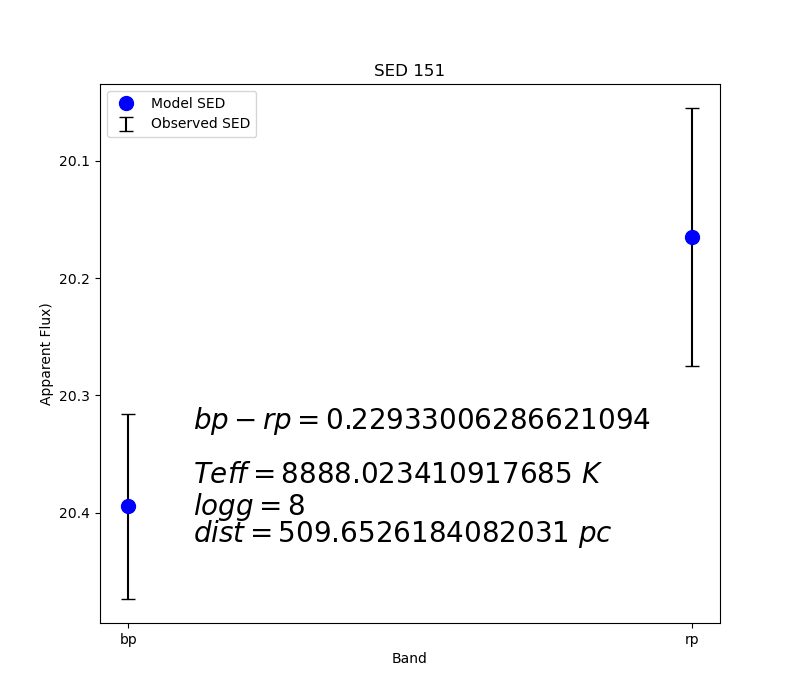 SED 151
Model SED
Observed SED
20.1
20.2
20.3
20.4
Apparent Flux)
bp − rp = 0.22933006286621094
Teff = 8888.023410917685 K
logg = 8
dist = 509.6526184082031 pc
bp
rp
Band